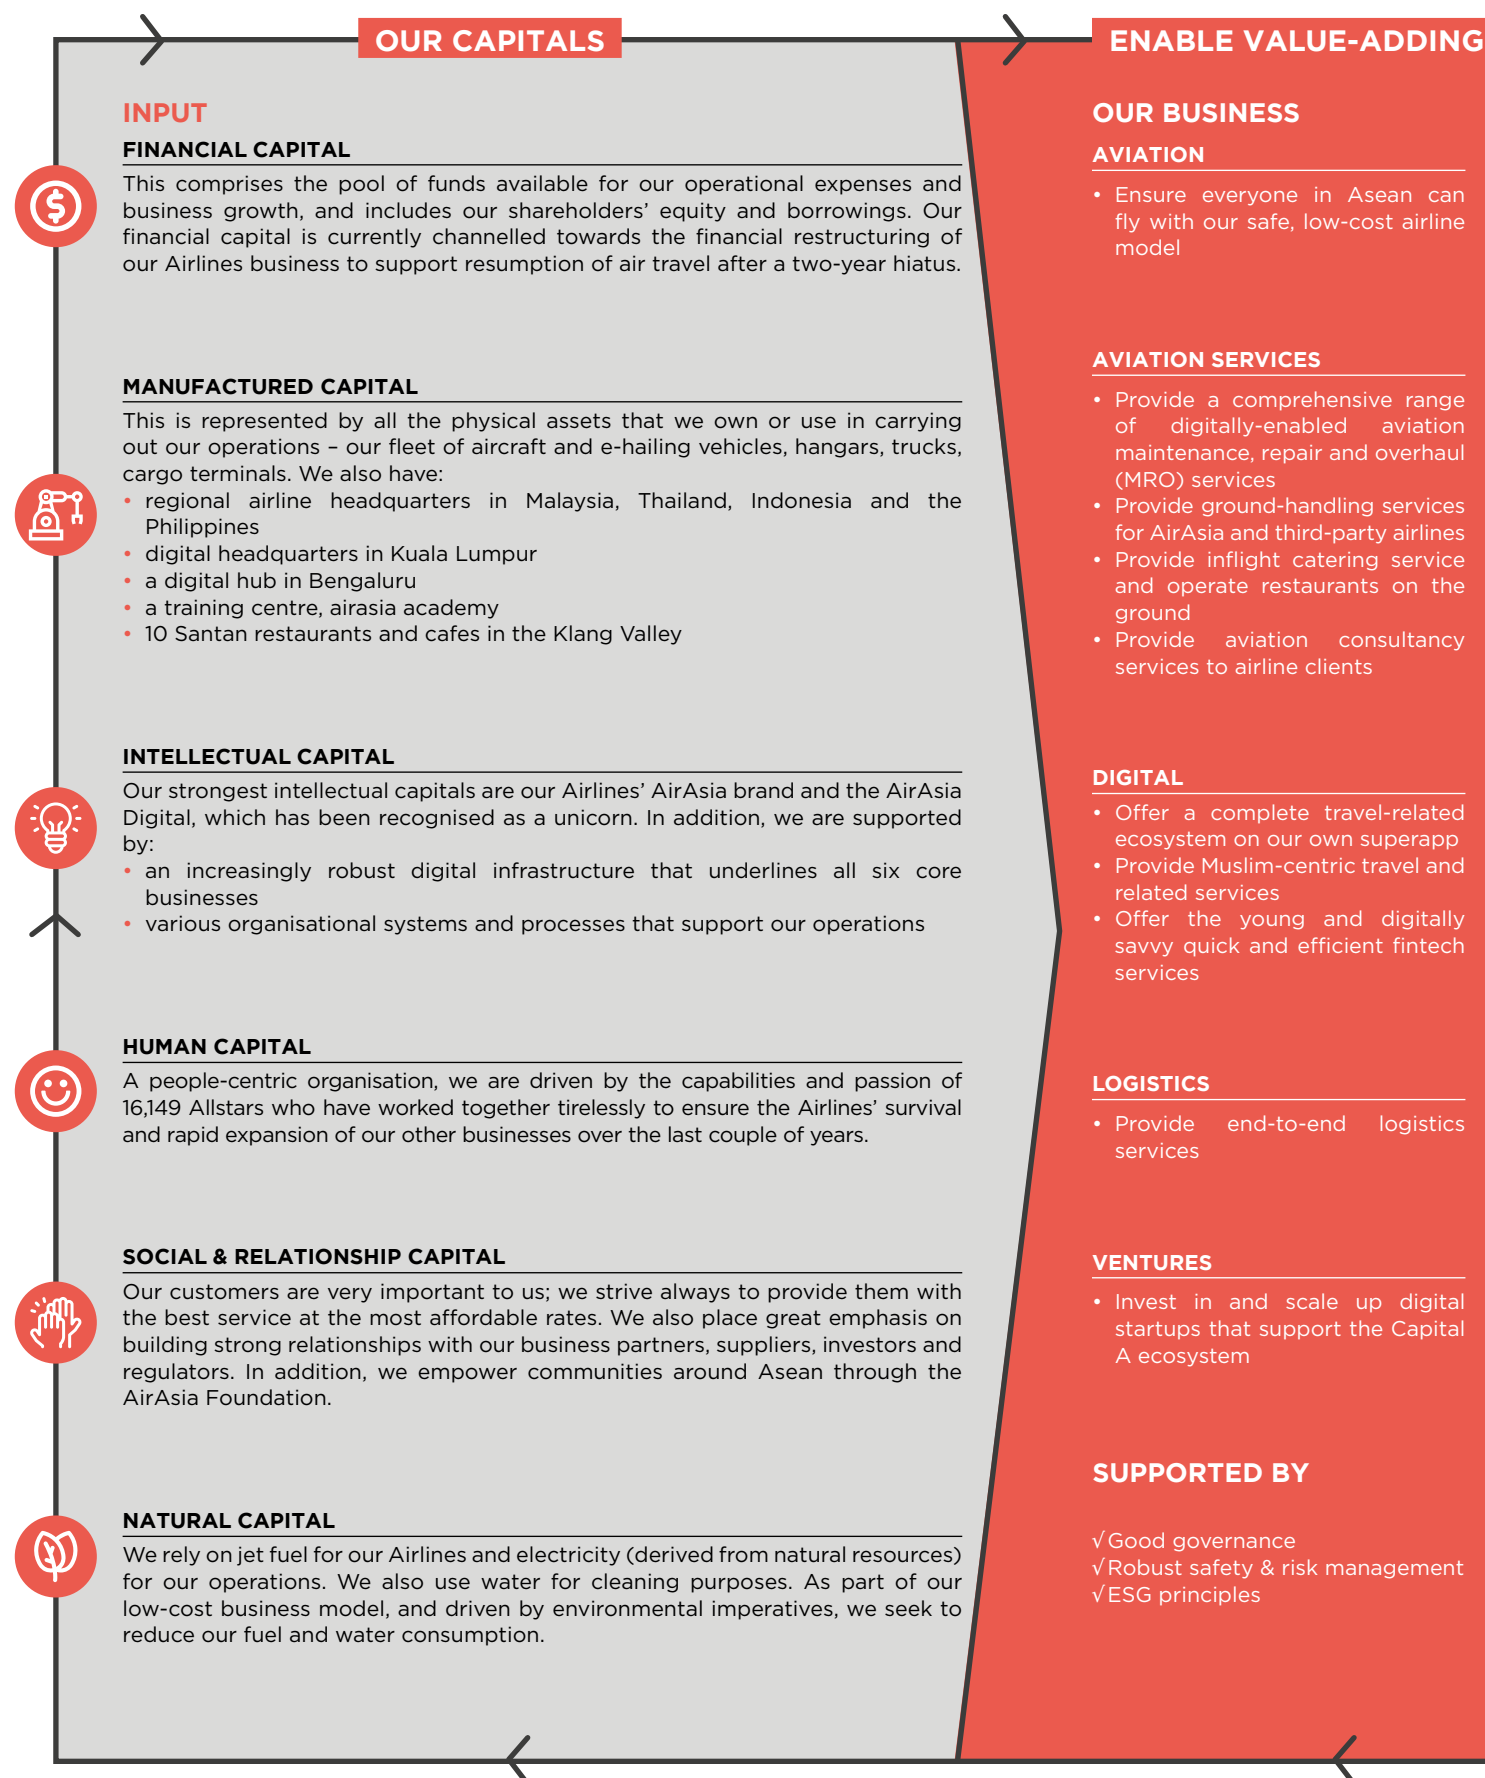 OUR CAPITALS
INPUT
FINANCIAL CAPITAL
This comprises the pool of funds available for our operational expenses and
business growth, and includes our shareholders’ equity and borrowings. Our
financial capital is currently channelled towards the financial restructuring of
our Airlines business to support resumption of air travel after a two-year hiatus.
MANUFACTURED CAPITAL
This is represented by all the physical assets that we own or use in carrying
out our operations – our fleet of aircraft and e-hailing vehicles, hangars, trucks,
cargo terminals. We also have:
• regional airline headquarters in Malaysia, Thailand, Indonesia and the
Philippines
• digital headquarters in Kuala Lumpur
• a digital hub in Bengaluru
• a training centre, airasia academy
• 10 Santan restaurants and cafes in the Klang Valley
INTELLECTUAL CAPITAL
Our strongest intellectual capitals are our Airlines’ AirAsia brand and the AirAsia
Digital, which has been recognised as a unicorn. In addition, we are supported
by:
• an increasingly robust digital infrastructure that underlines all six core
businesses
• various organisational systems and processes that support our operations
HUMAN CAPITAL
A people-centric organisation, we are driven by the capabilities and passion of
16,149 Allstars who have worked together tirelessly to ensure the Airlines’ survival
and rapid expansion of our other businesses over the last couple of years.
SOCIAL & RELATIONSHIP CAPITAL
Our customers are very important to us; we strive always to provide them with
the best service at the most affordable rates. We also place great emphasis on
building strong relationships with our business partners, suppliers, investors and
regulators. In addition, we empower communities around Asean through the
AirAsia Foundation.
NATURAL CAPITAL
We rely on jet fuel for our Airlines and electricity (derived from natural resources)
for our operations. We also use water for cleaning purposes. As part of our
low-cost business model, and driven by environmental imperatives, we seek to
reduce our fuel and water consumption.
ENABLE VALUE-ADDING
OUR BUSINESS
AVIATION
• Ensure everyone in Asean can
fly with our safe, low-cost airline
model
AVIATION SERVICES
• Provide a comprehensive range
of digitally-enabled aviation
maintenance, repair and overhaul
(MRO) services
• Provide ground-handling services
for AirAsia and third-party airlines
• Provide inflight catering service
and operate restaurants on the
ground
• Provide aviation consultancy
services to airline clients
DIGITAL
• Offer a complete travel-related
ecosystem on our own superapp
• Provide Muslim-centric travel and
related services
• Offer the young and digitally
savvy quick and efficient fintech
services
LOGISTICS
• Provide end-to-end logistics
services
VENTURES
• Invest in and scale up digital
startups that support the Capital
A ecosystem
SUPPORTED BY
√ Good governance
√ Robust safety & risk management
√ ESG principles